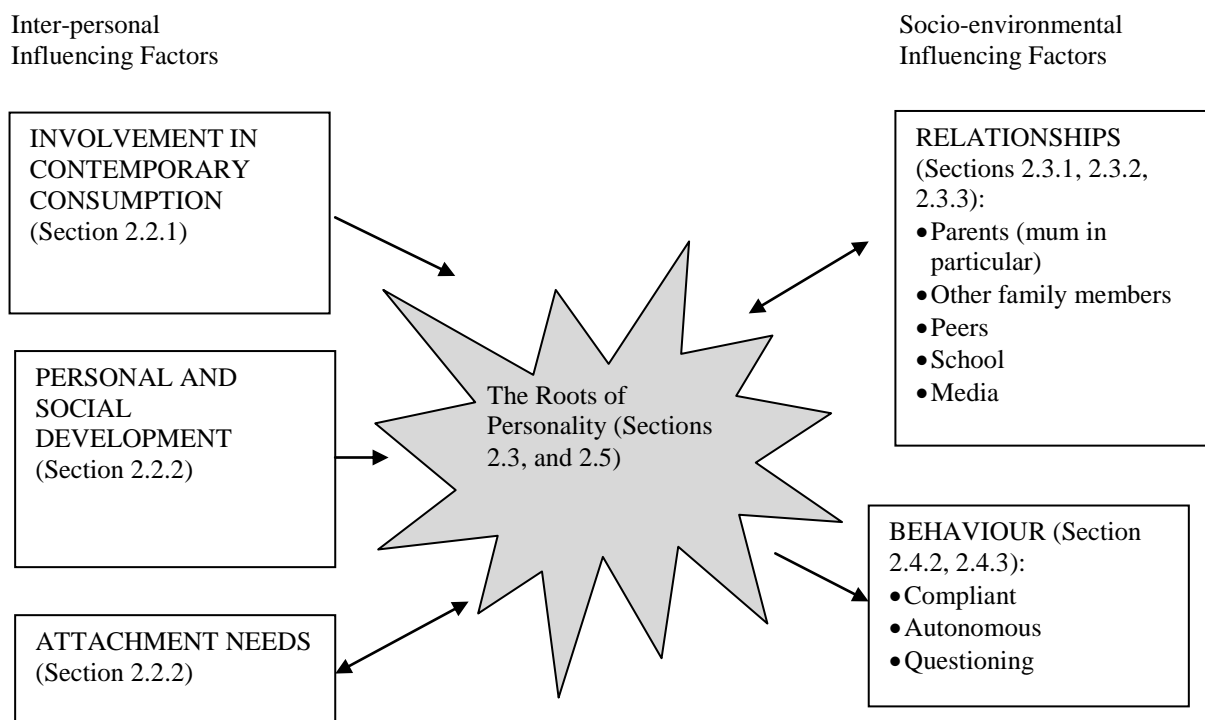 Inter-personal
Influencing Factors
Socio-environmental
Influencing Factors
INVOLVEMENT IN
CONTEMPORARY
CONSUMPTION
(Section 2.2.1)
PERSONAL AND
SOCIAL
DEVELOPMENT
(Section 2.2.2)
ATTACHMENT NEEDS
(Section 2.2.2)
The Roots of
Personality (Sections
2.3, and 2.5)
RELATIONSHIPS
(Sections 2.3.1, 2.3.2,
2.3.3):
•Parents (mum in
particular)
•Other family members
•Peers
•School
•Media
BEHAVIOUR (Section
2.4.2, 2.4.3):
•Compliant
•Autonomous
•Questioning